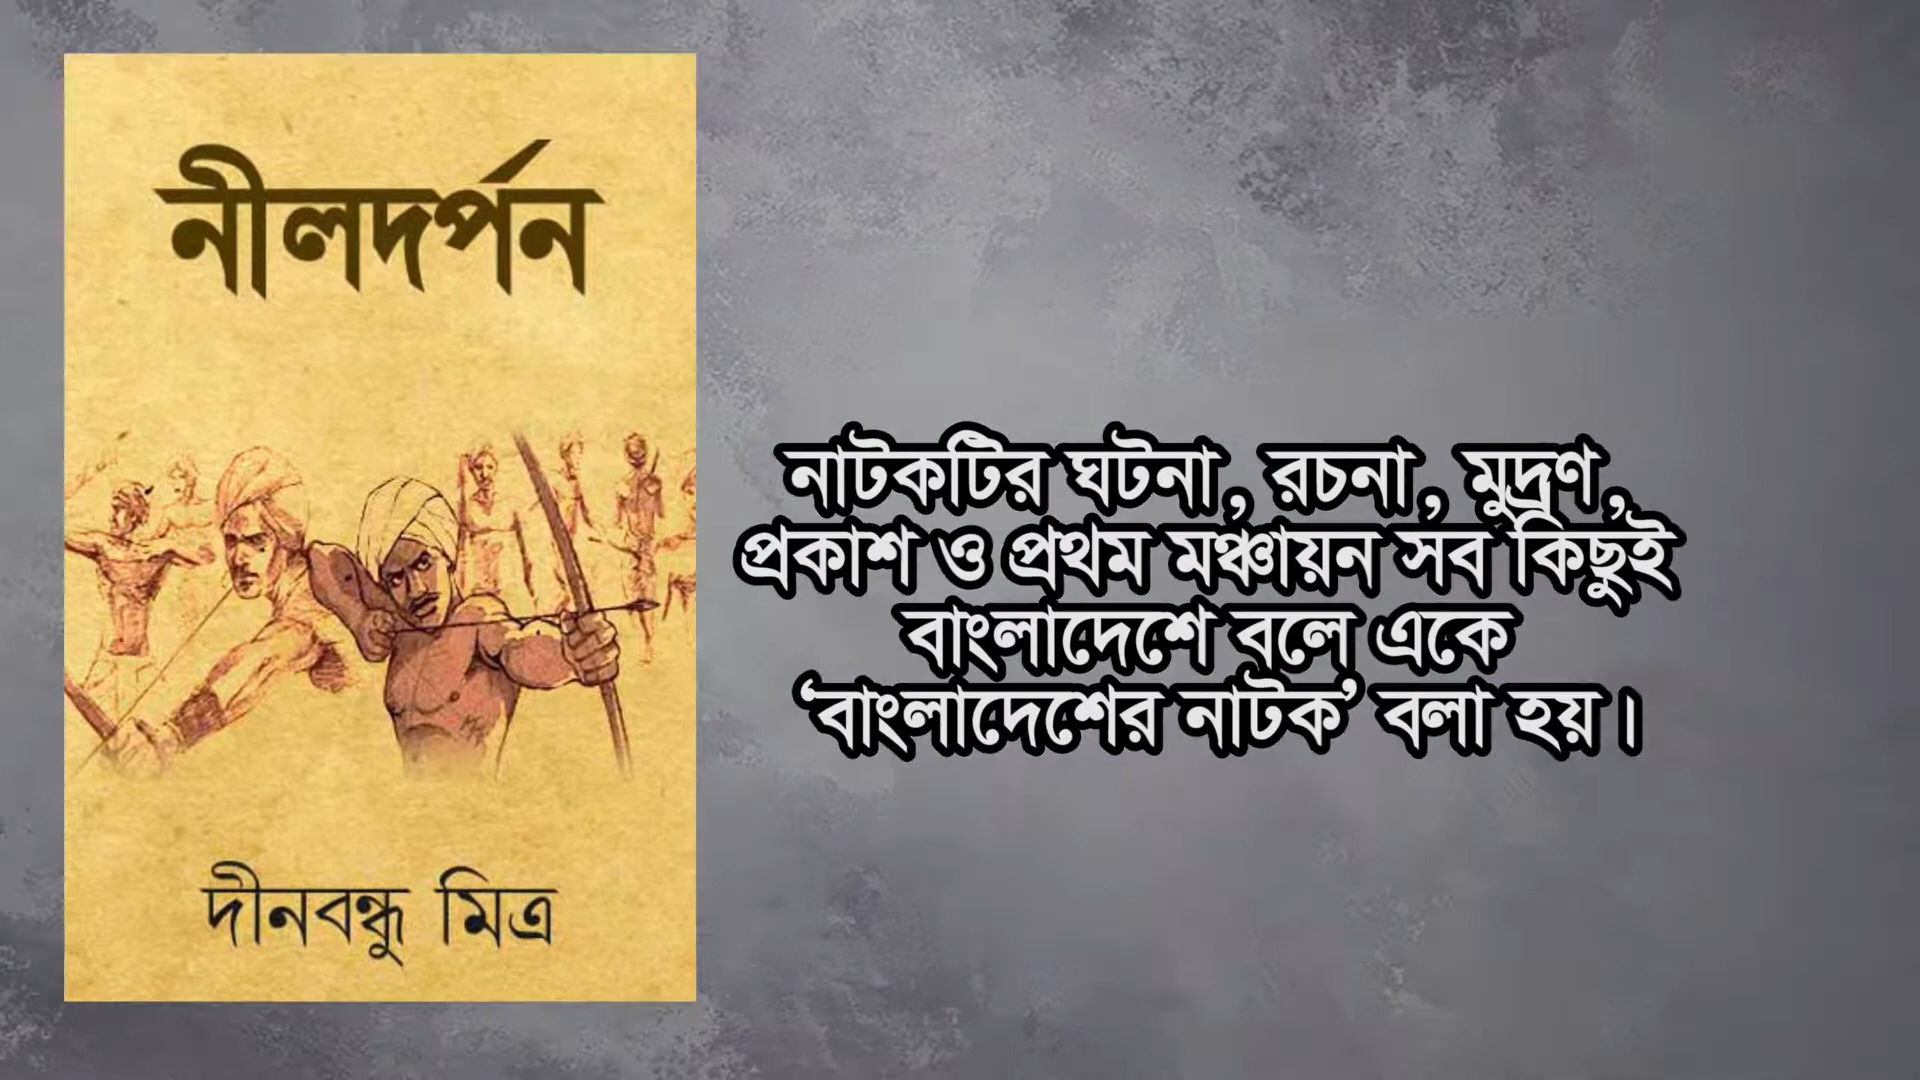 নীলদর্পন
দীনবন্ধু মিত্র
নাটকটির ঘটনা, রচনা, মুদ্রণ,
প্রকাশ ও প্রথম মঞ্চায়ন সব কিছুই
বাংলাদেশে বলে একে
‘বাংলাদেশের নাটক’ বলা হয়।